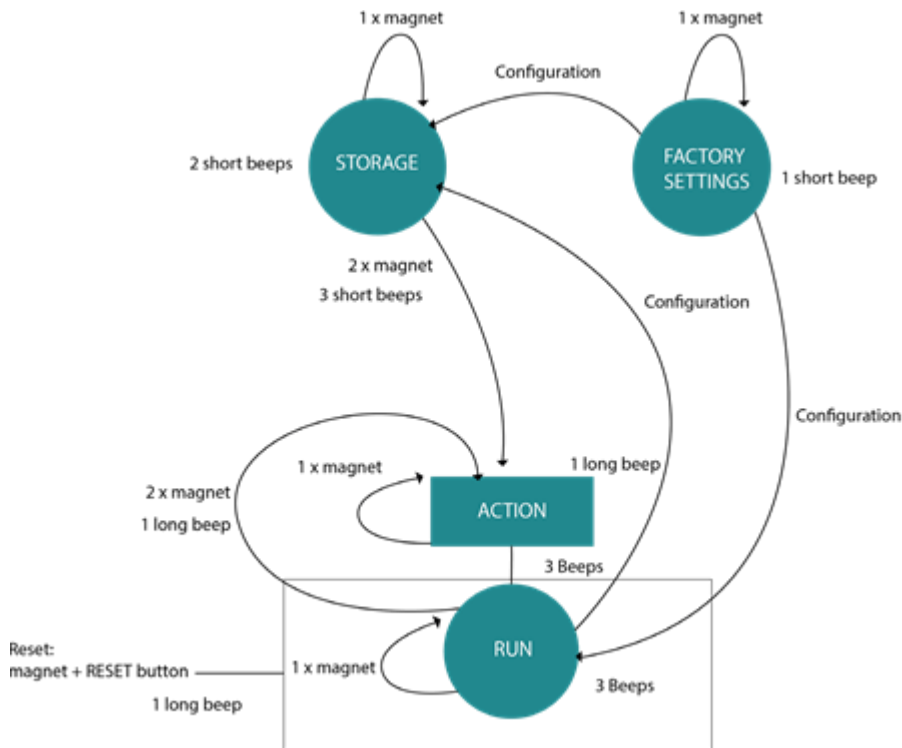 1 x magnet
1 x magnet
Configuration
STORAGE
FACTORY
SETTINGS
2 short beeps
1 short beep
2 x magnet
3 short beeps
Configuration
Configuration
1 x magnet
1 long beep
2 x magnet
1 long beep
ACTION
3 Beeps
Reset:
magnet + RESET button
1 long beep
1 x magnet
RUN
3 Beeps